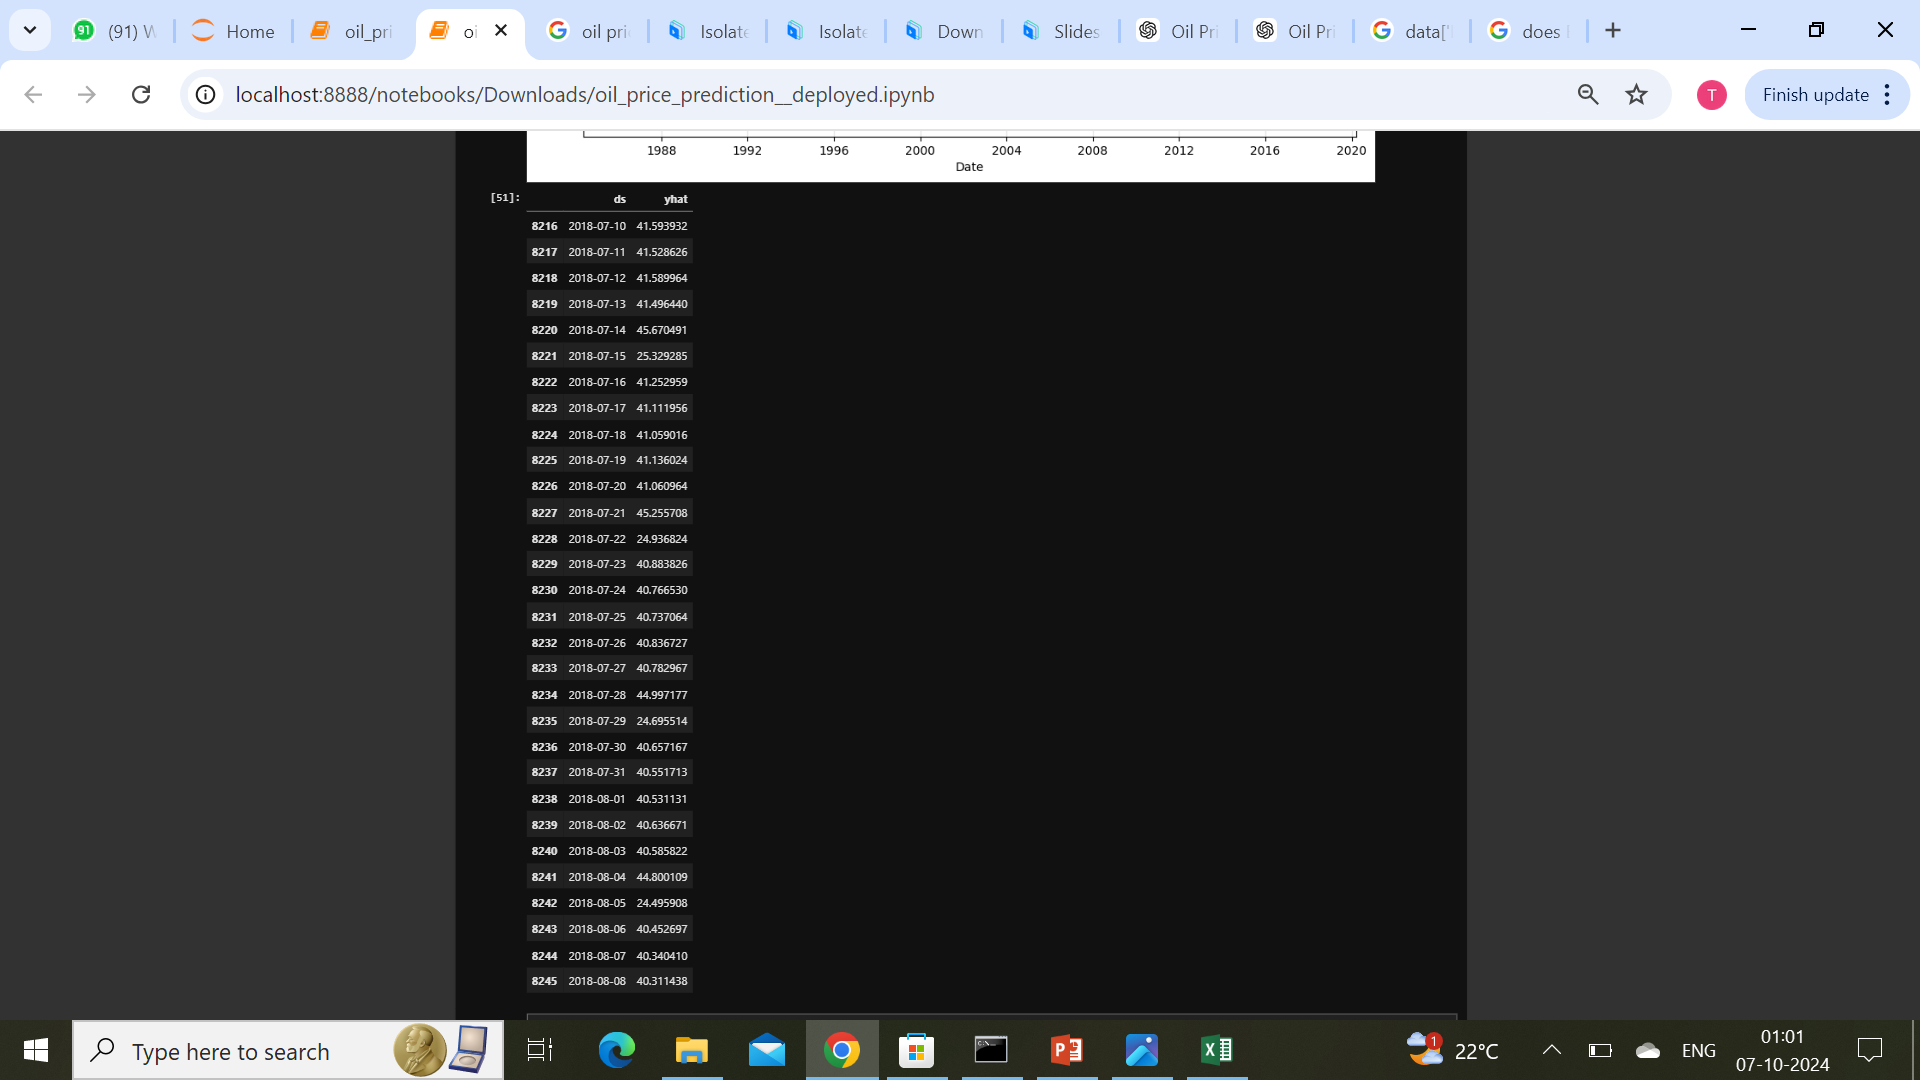 (91) W
Home
oil_pri
oi
oil pri
Isolate
Isolate
Down
Slides
Oil Pri
Oil Pri
data['
does
localhost:8888/notebooks/Downloads/oil_price_prediction__deployed.ipynb
T
Finish update
1988 1992 1996 2000 2004 2008 2012 2016 2020
Date
[51]:
ds yhat
8216 2018-07-10 41.593932
8217 2018-07-11 41.528626
8218 2018-07-12 41.589964
8219 2018-07-13 41.496440
8220 2018-07-14 45.670491
8221 2018-07-15 25.329285
8222 2018-07-16 41.252959
8223 2018-07-17 41.111956
8224 2018-07-18 41.059016
8225 2018-07-19 41.136024
8226 2018-07-20 41.060964
8227 2018-07-21 45.255708
8228 2018-07-22 24.936824
8229 2018-07-23 40.883826
8230 2018-07-24 40.766530
8231 2018-07-25 40.737064
8232 2018-07-26 40.836727
8233 2018-07-27 40.782967
8234 2018-07-28 44.997177
8235 2018-07-29 24.695514
8236 2018-07-30 40.657167
8237 2018-07-31 40.551713
8238 2018-08-01 40.531131
8239 2018-08-02 40.636671
8240 2018-08-03 40.585822
8241 2018-08-04 44.800109
8242 2018-08-05 24.495908
8243 2018-08-06 40.452697
8244 2018-08-07 40.340410
8245 2018-08-08 40.311438
Type here to search
1
22°C
ENG
01:01
07-10-2024